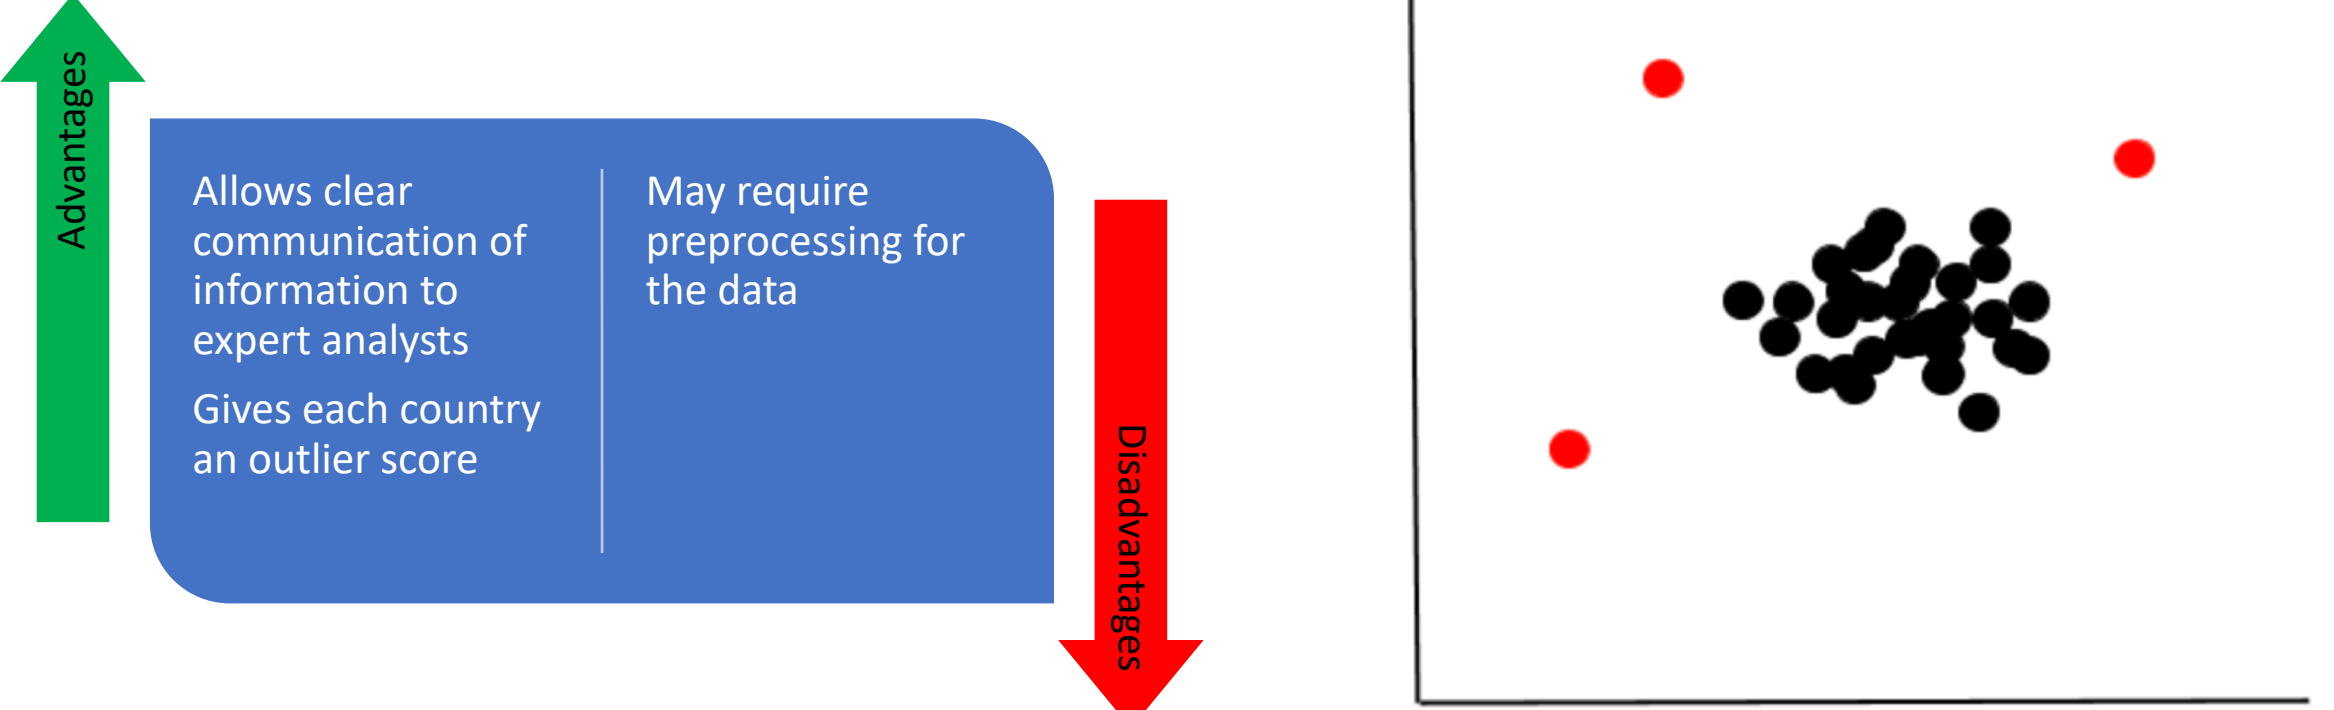 Advantages
Allows clear
communication of
information to
expert analysts
Gives each country
an outlier score
May require
preprocessing for
the data
Disadvantages